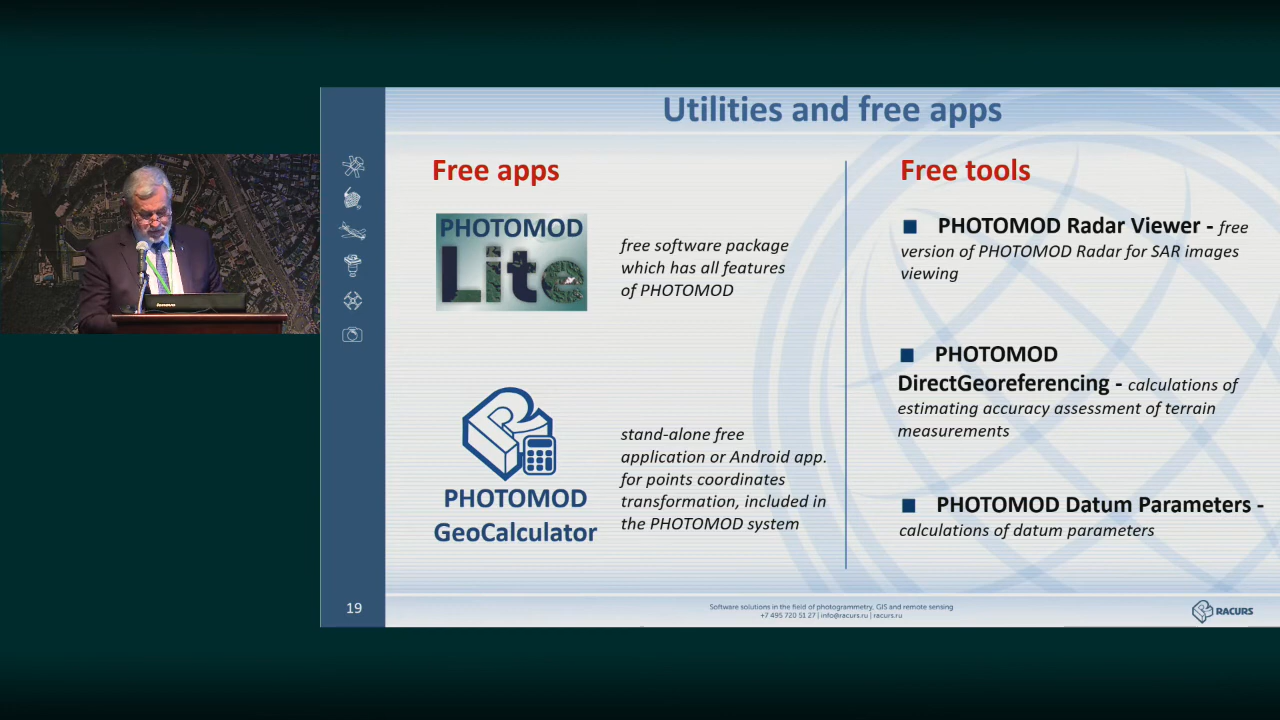 Utilities and free apps
Free apps
PHOTOMOD
Lite
free software package
which has all features
of PHOTOMOD
PHOTOMOD
GeoCalculator
stand-alone free
application or Android app.
for points coordinates
transformation, included in
the PHOTOMOD system
Free tools
PHOTOMOD Radar Viewer - free
version of PHOTOMOD Radar for SAR images
viewing
PHOTOMOD
DirectGeoreferencing - calculations of
estimating accuracy assessment of terrain
measurements
PHOTOMOD Datum Parameters -
calculations of datum parameters
19
Software solutions in the field of photogrammetry, GIS and remote sensing
+7 495 720 51 27 | info@racurs.ru | racurs.ru
RACURS
lenovo